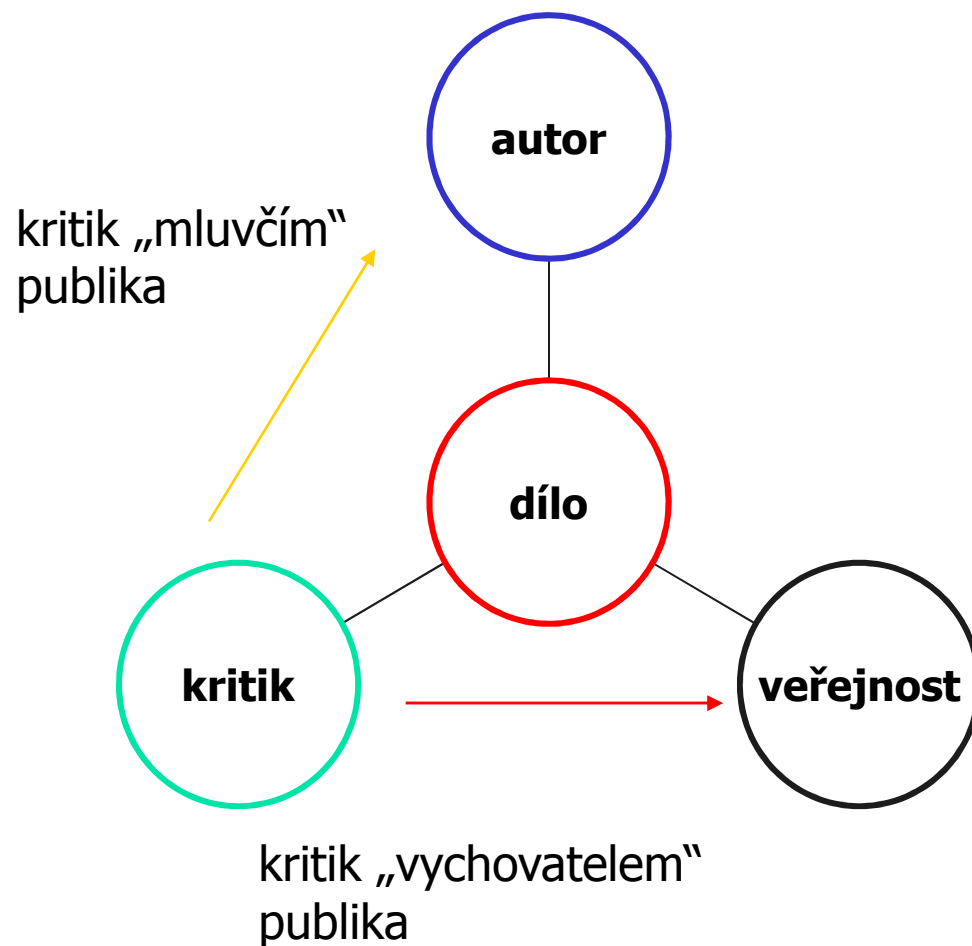 autor
kritik „mluvčím“
publika
dílo
kritik
veřejnost
kritik „vychovatelem“
publika